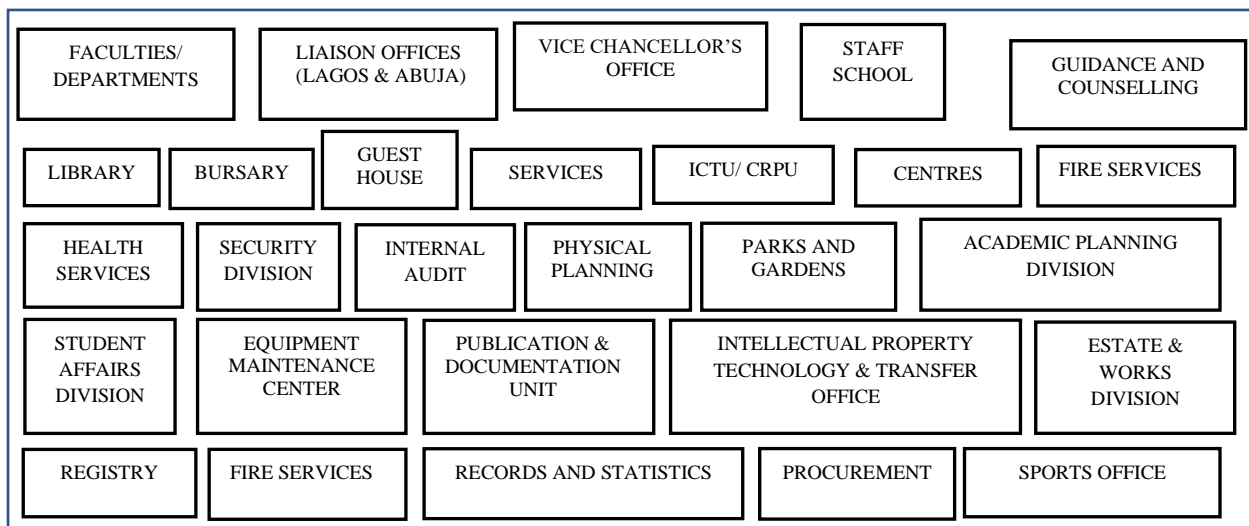 FACULTIES/
DEPARTMENTS
LIAISON OFFICES
(LAGOS & ABUJA)
VICE CHANCELLOR'S
OFFICE
STAFF
SCHOOL
GUIDANCE AND
COUNSELLING
LIBRARY
BURSARY
GUEST
HOUSE
SERVICES
ICTU/ CRPU
CENTRES
FIRE SERVICES
HEALTH
SERVICES
SECURITY
DIVISION
INTERNAL
AUDIT
PHYSICAL
PLANNING
PARKS AND
GARDENS
ACADEMIC PLANNING
DIVISION
STUDENT
AFFAIRS
DIVISION
EQUIPMENT
MAINTENANCE
CENTER
PUBLICATION &
DOCUMENTATION
UNIT
INTELLECTUAL PROPERTY
TECHNOLOGY & TRANSFER
OFFICE
ESTATE &
WORKS
DIVISION
REGISTRY
FIRE SERVICES
RECORDS AND STATISTICS
PROCUREMENT
SPORTS OFFICE